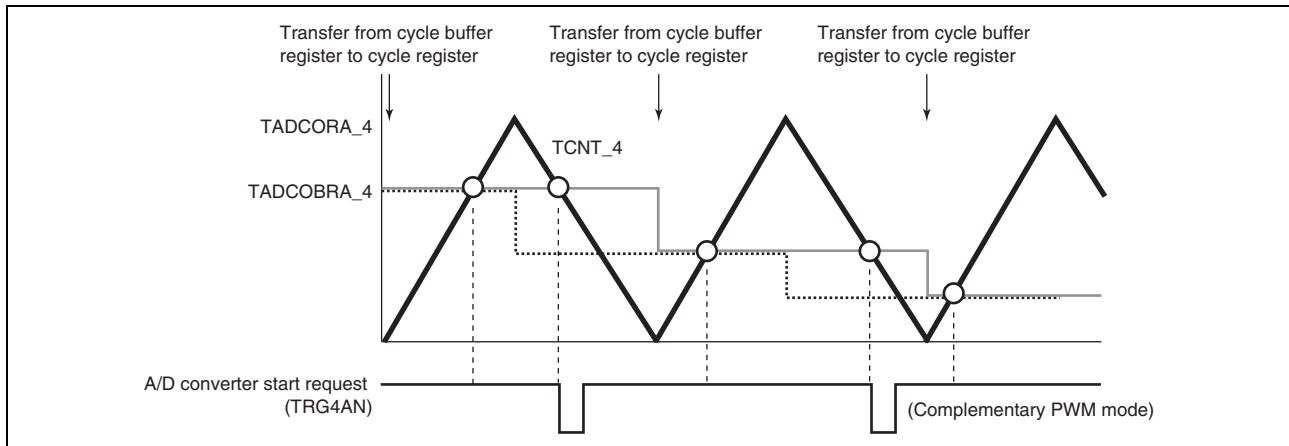 Transfer from cycle buffer
register to cycle register
Transfer from cycle buffer
register to cycle register
Transfer from cycle buffer
register to cycle register
TADCORA_4
TCNT_4
TADCOBRA_4
A/D converter start request
(TRG4AN)
(Complementary PWM mode)